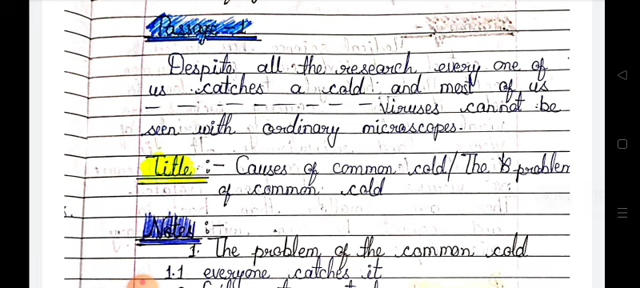 Passage 1
Despite all the research every one of
us catches a cold and most of us
- - - - - - - - - Viruses cannot be
seen with ordinary microscopes.
Title :- Causes of common cold/The problem
of common cold
Notes :-
1. The problem of the common cold
1.1 everyone catches it